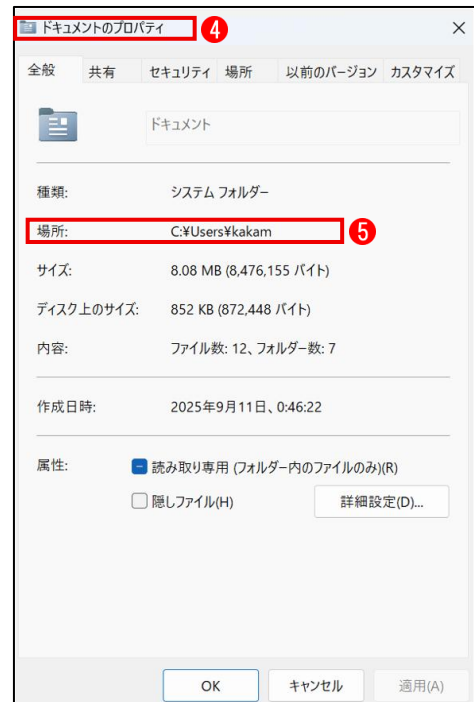 ドキュメントのプロパティ ④
全般 共有 セキュリティ 場所 以前のバージョン カスタマイズ
ドキュメント
種類: システム フォルダー
場所: C:¥Users¥kakam ⑤
サイズ: 8.08 MB (8,476,155 バイト)
ディスク上のサイズ: 852 KB (872,448 バイト)
内容: ファイル数: 12、フォルダー数: 7
作成日時: 2025年9月11日、0:46:22
属性: 読み取り専用 (フォルダー内のファイルのみ)(R)
隠しファイル(H) 詳細設定(D)...
OK キャンセル 適用(A)